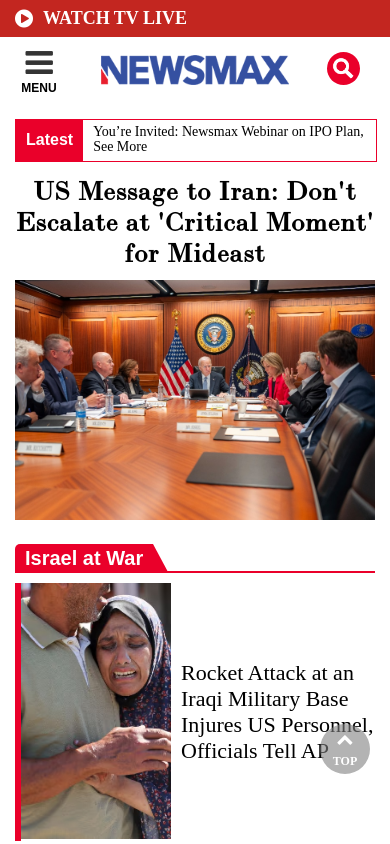 WATCH TV LIVE
MENU
NEWSMAX
Latest
You’re Invited: Newsmax Webinar on IPO Plan,
See More
US Message to Iran: Don't
Escalate at 'Critical Moment'
for Mideast
Israel at War
Rocket Attack at an
Iraqi Military Base
Injures US Personnel,
Officials Tell AP
TOP